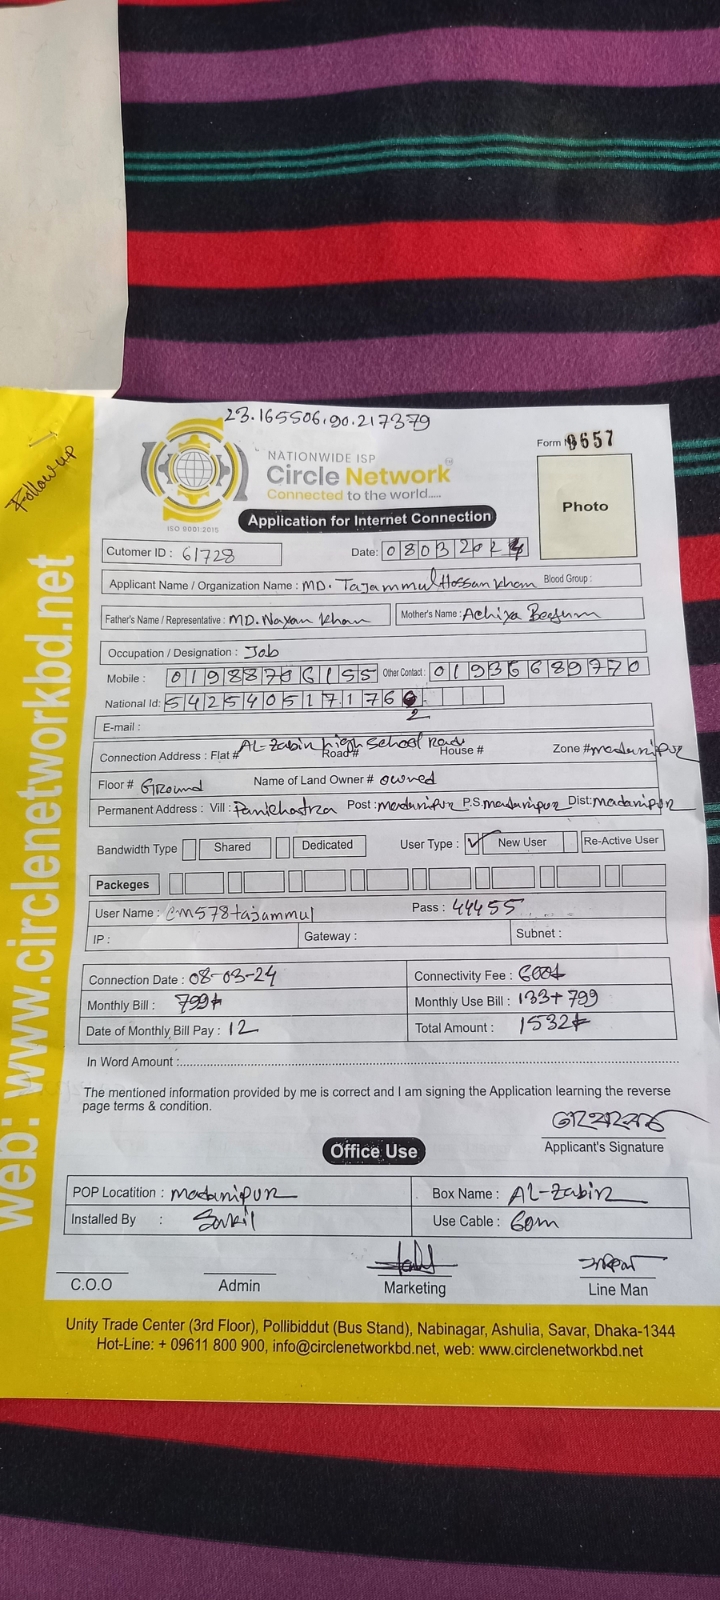 23.165506,90.217379
Follow up
NATIONWIDE ISP
Circle Network
Connected to the world.....
ISO 9001:2015
Form N 9657
Application for Internet Connection
Photo
Cutomer ID : 61728 Date: 08032024
Applicant Name / Organization Name : MD. Tajammul Hossan Khan Blood Group :
Father's Name / Representative : MD. Nayan Khan Mother's Name : Achiya Begum
Occupation / Designation : Job
Mobile : 01988706155 Other Contact : 01936689770
National Id: 5425405171762
E-mail :
Connection Address : Flat # AL-Zabir high School Road Road# House # Zone # madaripur
Floor # Ground Name of Land Owner # owned
Permanent Address : Vill : Post : madaripur P.S madaripur Dist: madaripur
Bandwidth Type Shared Dedicated User Type : New User Re-Active User
Packeges
User Name : cm578tajammul Pass : 44455
IP : Gateway : Subnet :
Connection Date : 08-03-24 Connectivity Fee : 600৳
Monthly Bill : 799৳ Monthly Use Bill : 133+799
Date of Monthly Bill Pay : 12 Total Amount : 1532৳
In Word Amount :
The mentioned information provided by me is correct and I am signing the Application learning the reverse
page terms & condition.
Applicant's Signature
Office Use
POP Locatition : madaripur Box Name : AL-Zabir
Installed By : Sakil Use Cable : 60m
C.O.O Admin Marketing Line Man
Unity Trade Center (3rd Floor), Pollibiddut (Bus Stand), Nabinagar, Ashulia, Savar, Dhaka-1344
Hot-Line: + 09611 800 900, info@circlenetworkbd.net, web: www.circlenetworkbd.net
web: www.circlenetworkbd.net